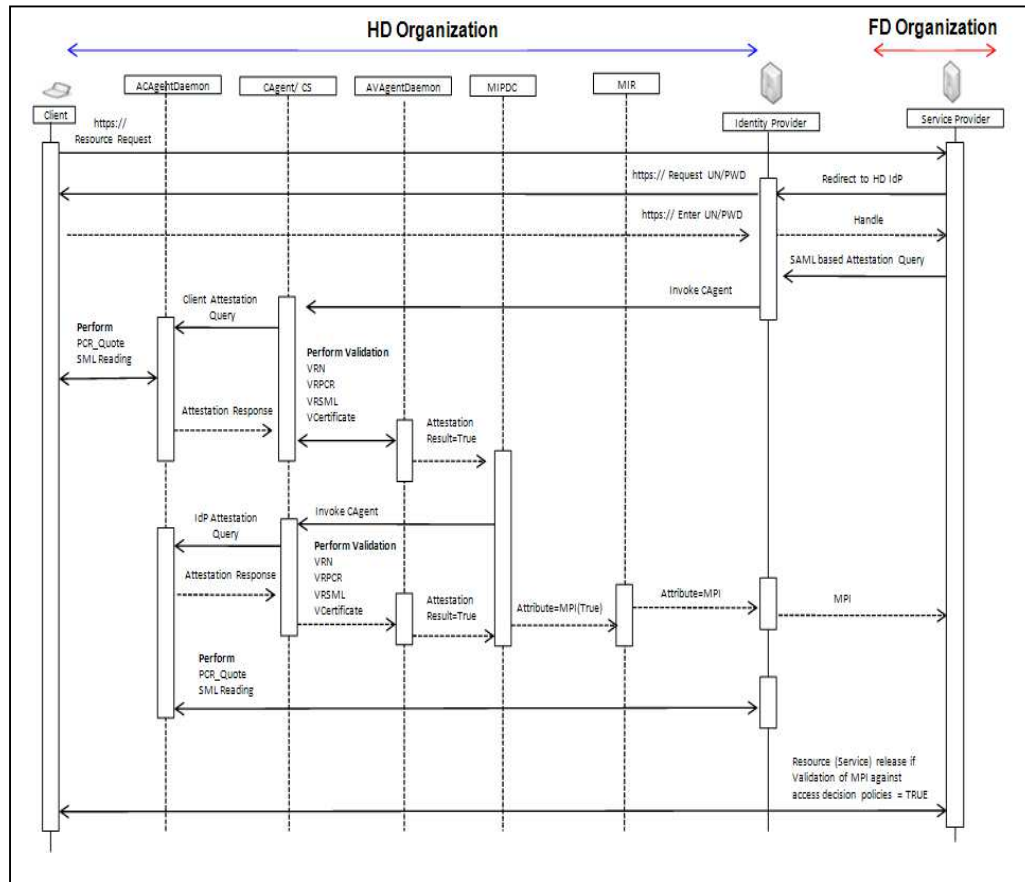 HD Organization
FD Organization
ACAgentDaemon
CAgent/ CS
AVAgentDaemon
MIPDC
MIR
Client
Identity Provider
Service Provider
https://
Resource Request
https:// Request UN/PWD
Redirect to HD IdP
https:// Enter UN/PWD
Handle
SAML based Attestation Query
Invoke CAgent
Client Attestation
Query
Perform
PCR_Quote
SML Reading
Perform Validation
VRN
VRPCR
VRSML
VCertificate
Attestation Response
Attestation
Result=True
Invoke CAgent
IdP Attestation
Query
Perform Validation
VRN
VRPCR
VRSML
VCertificate
Attestation Response
Attestation
Result=True
Attribute=MPI(True)
Attribute=MPI
MPI
Perform
PCR_Quote
SML Reading
Resource (Service) release if
Validation of MPI against
access decision policies = TRUE